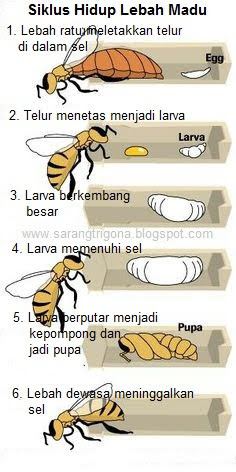 Siklus Hidup Lebah Madu
1. Lebah ratu meletakkan telur
di dalam sel
Egg
2. Telur menetas menjadi larva
Larva
3. Larva berkembang
besar
www.sarangtrigona.blogspot.com
4. Larva memenuhi sel
5. Larva berputar menjadi
kepompong dan
jadi pupa
Pupa
6. Lebah dewasa meninggalkan
sel